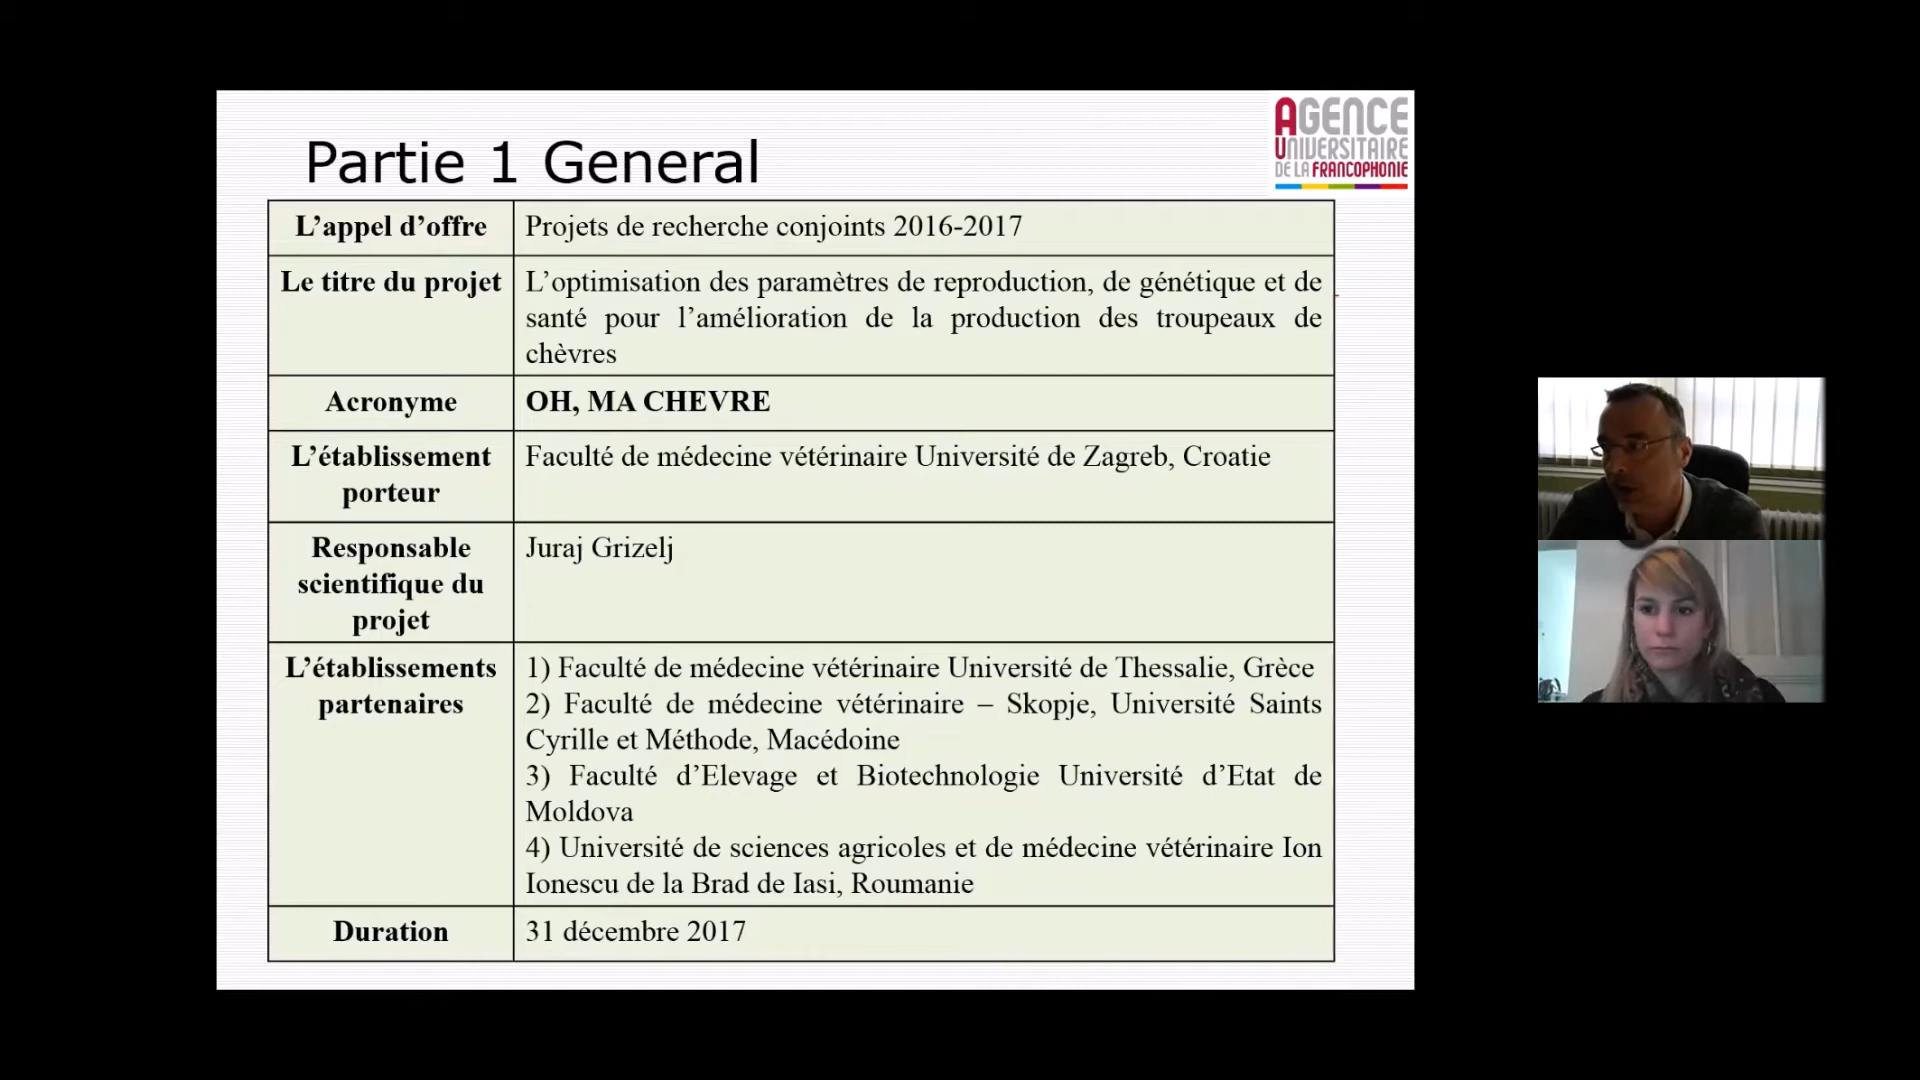 AGENCE
UNIVERSITAIRE
DE LA FRANCOPHONIE
Partie 1 General
L’appel d’offre
Projets de recherche conjoints 2016-2017
Le titre du projet
L’optimisation des paramètres de reproduction, de génétique et de
santé pour l’amélioration de la production des troupeaux de
chèvres
Acronyme
OH, MA CHEVRE
L’établissement
porteur
Faculté de médecine vétérinaire Université de Zagreb, Croatie
Responsable
scientifique du
projet
Juraj Grizelj
L’établissements
partenaires
1) Faculté de médecine vétérinaire Université de Thessalie, Grèce
2) Faculté de médecine vétérinaire – Skopje, Université Saints
Cyrille et Méthode, Macédoine
3) Faculté d’Elevage et Biotechnologie Université d’Etat de
Moldova
4) Université de sciences agricoles et de médecine vétérinaire Ion
Ionescu de la Brad de Iasi, Roumanie
Duration
31 décembre 2017